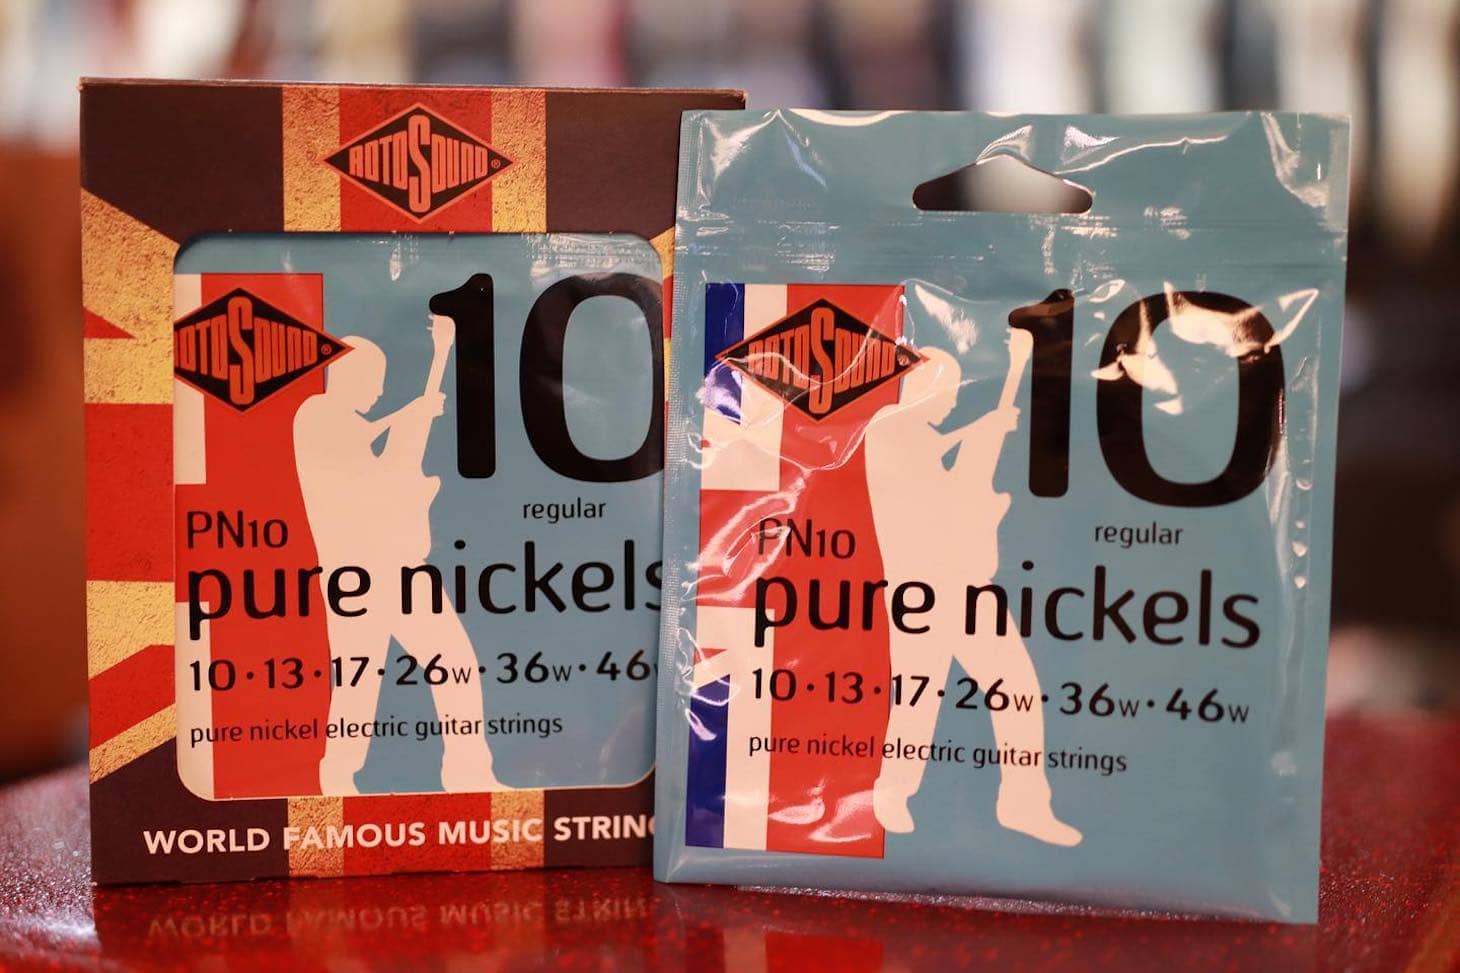 ROTOSOUND®
ROTOSOUND®
10
regular
PN10
pure nickels
10·13·17·26w·36w·46
pure nickel electric guitar strings
WORLD FAMOUS MUSIC STRING
ROTOSOUND®
10
regular
PN10
pure nickels
10·13·17·26w·36w·46w
pure nickel electric guitar strings